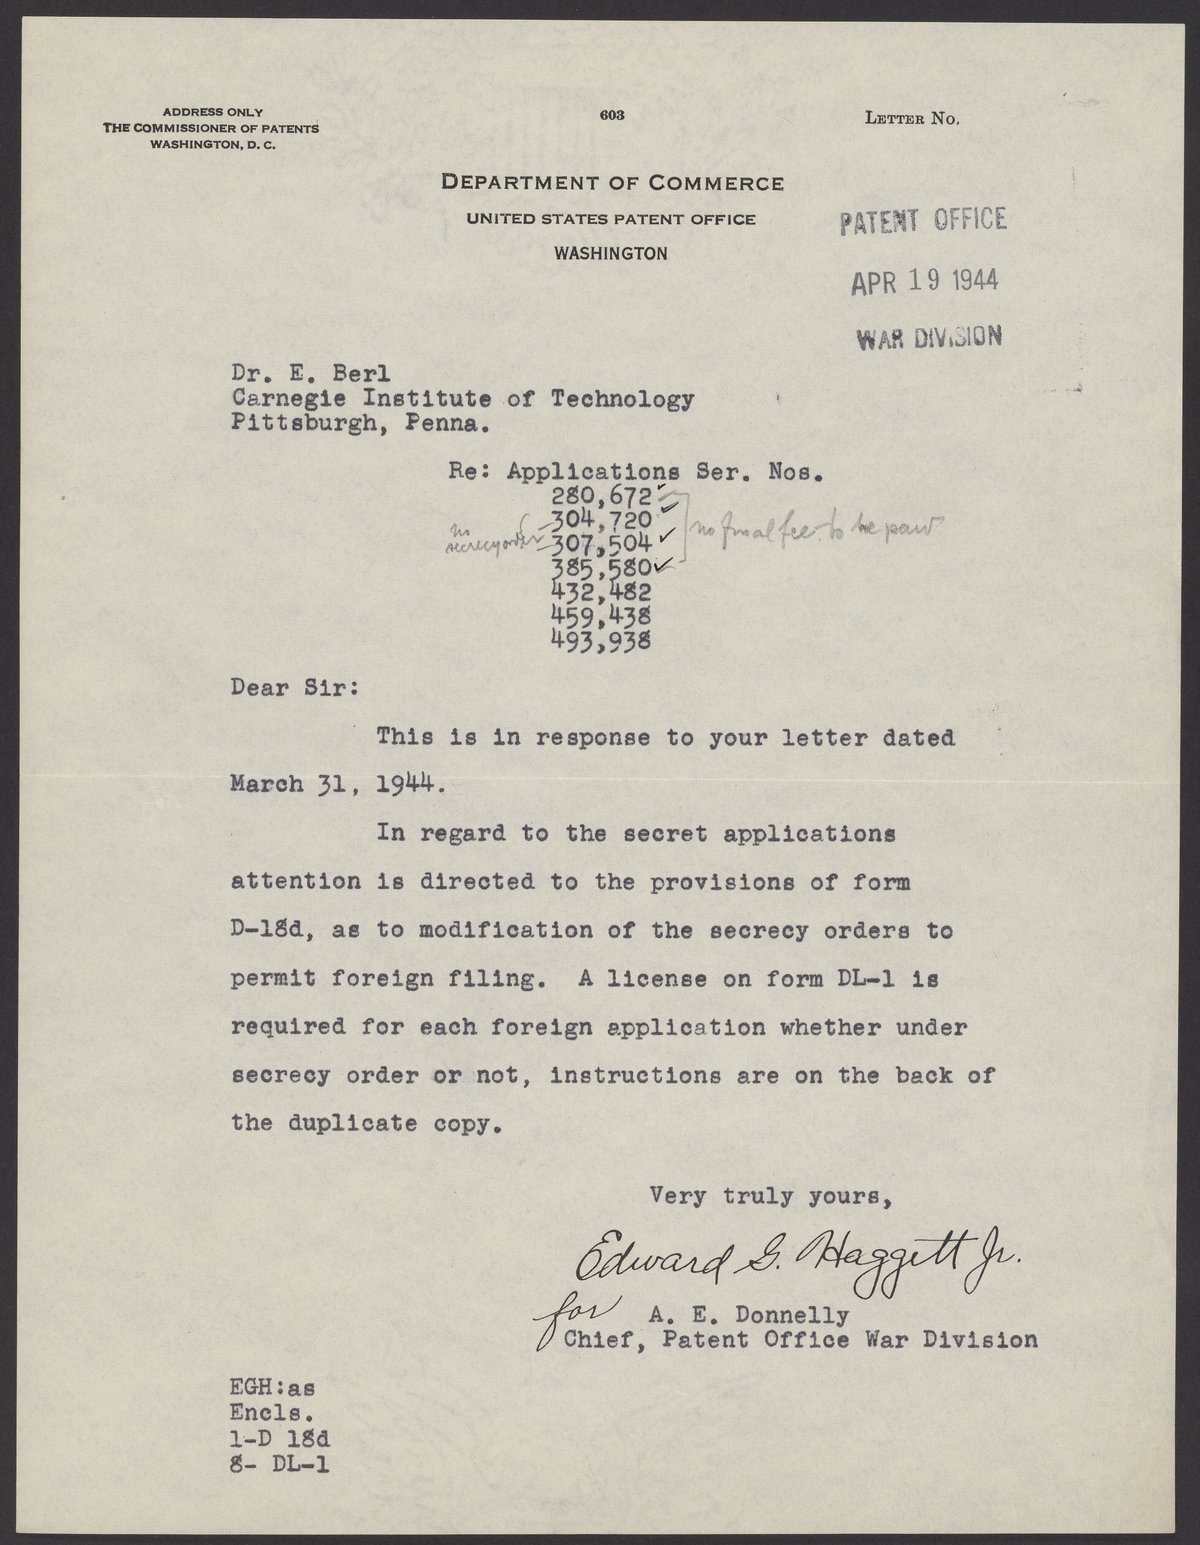 ADDRESS ONLY
THE COMMISSIONER OF PATENTS
WASHINGTON, D. C.
603
LETTER NO.
DEPARTMENT OF COMMERCE
UNITED STATES PATENT OFFICE
WASHINGTON
PATENT OFFICE
APR 19 1944
WAR DIVISION
Dr. E. Berl
Carnegie Institute of Technology
Pittsburgh, Penna.
Re: Applications Ser. Nos.
280,672
304,720
307,504
385,580
432,482
459,438
493,938
no
secrecy order
no final fee to be paid
Dear Sir:
This is in response to your letter dated
March 31, 1944.
In regard to the secret applications
attention is directed to the provisions of form
D-18d, as to modification of the secrecy orders to
permit foreign filing. A license on form DL-1 is
required for each foreign application whether under
secrecy order or not, instructions are on the back of
the duplicate copy.
Very truly yours,
Edward G. Haggett Jr.
for A. E. Donnelly
Chief, Patent Office War Division
EGH:as
Encls.
1-D 18d
8- DL-1